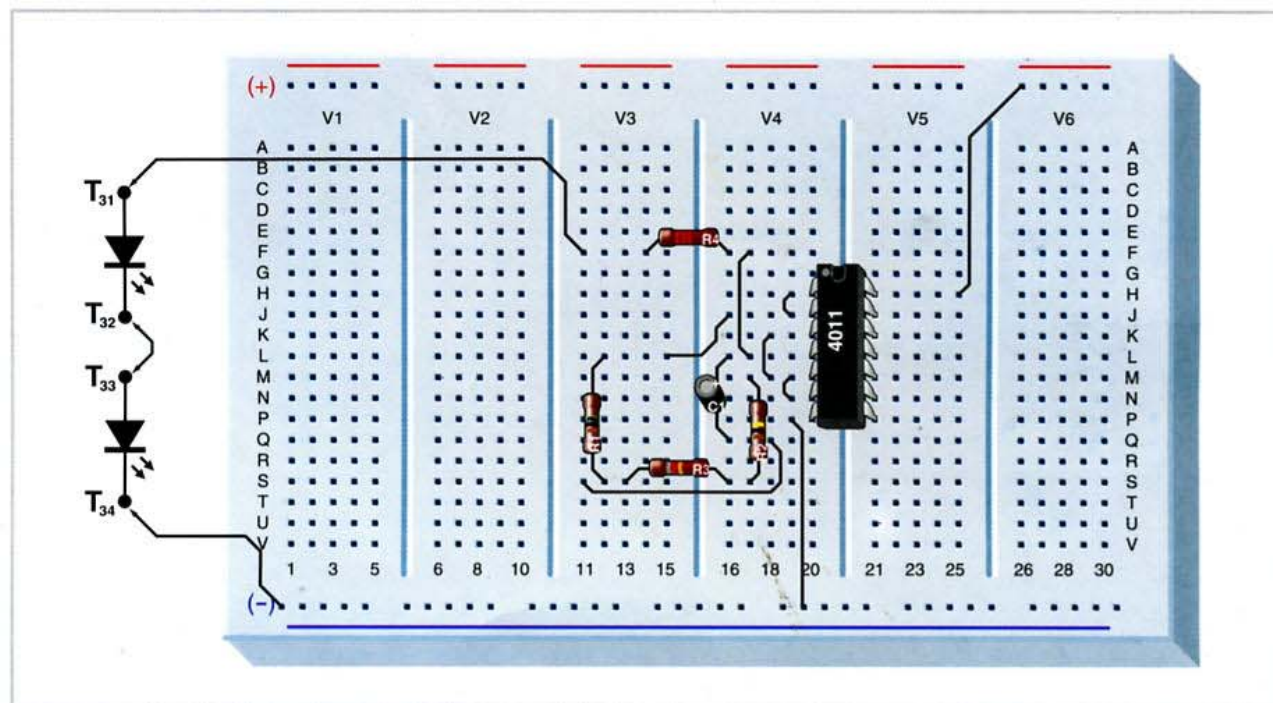 (+)
V1 V2 V3 V4 V5 V6
A A
B B
T31
C C
D D
E E
R4
F F
G G
H H
T32
J J
4011
K K
L L
T33
M M
C1
N N
P P
R1
R2
Q Q
R3
R R
S S
T34
T T
U U
V V
1 3 5 6 8 10 11 13 15 16 18 20 21 23 25 26 28 30
(-)